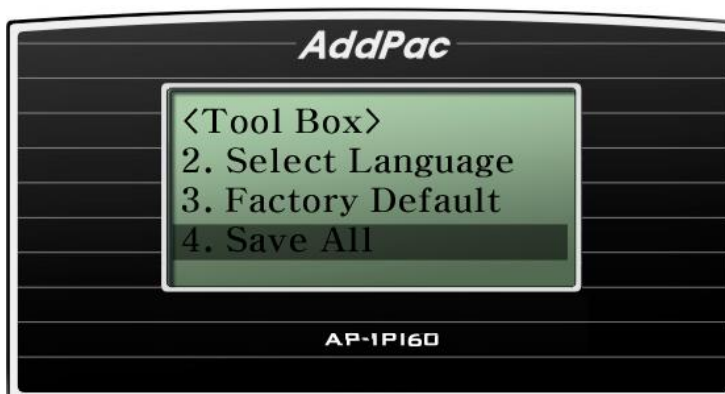 AddPac
<Tool Box>
2. Select Language
3. Factory Default
4. Save All
AP-IP160